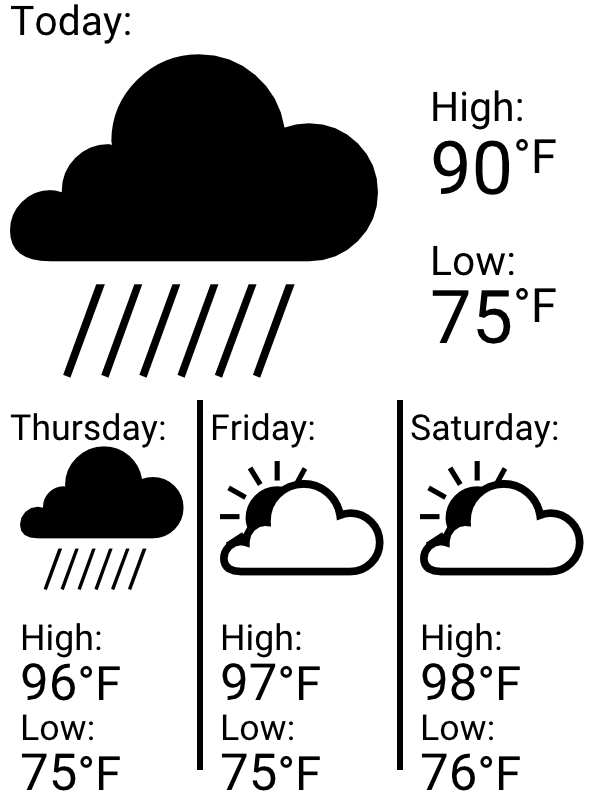 Today:
High:
90°F
Low:
75°F
Thursday:
High:
96°F
Low:
75°F
Friday:
High:
97°F
Low:
75°F
Saturday:
High:
98°F
Low:
76°F